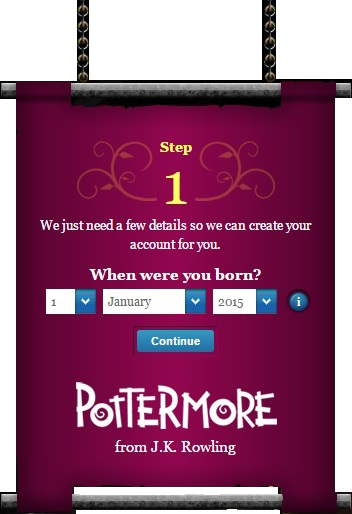 Step
1
We just need a few details so we can create your
account for you.
When were you born?
1 January 2015 i
Continue
POTTERMORE
from J.K. Rowling